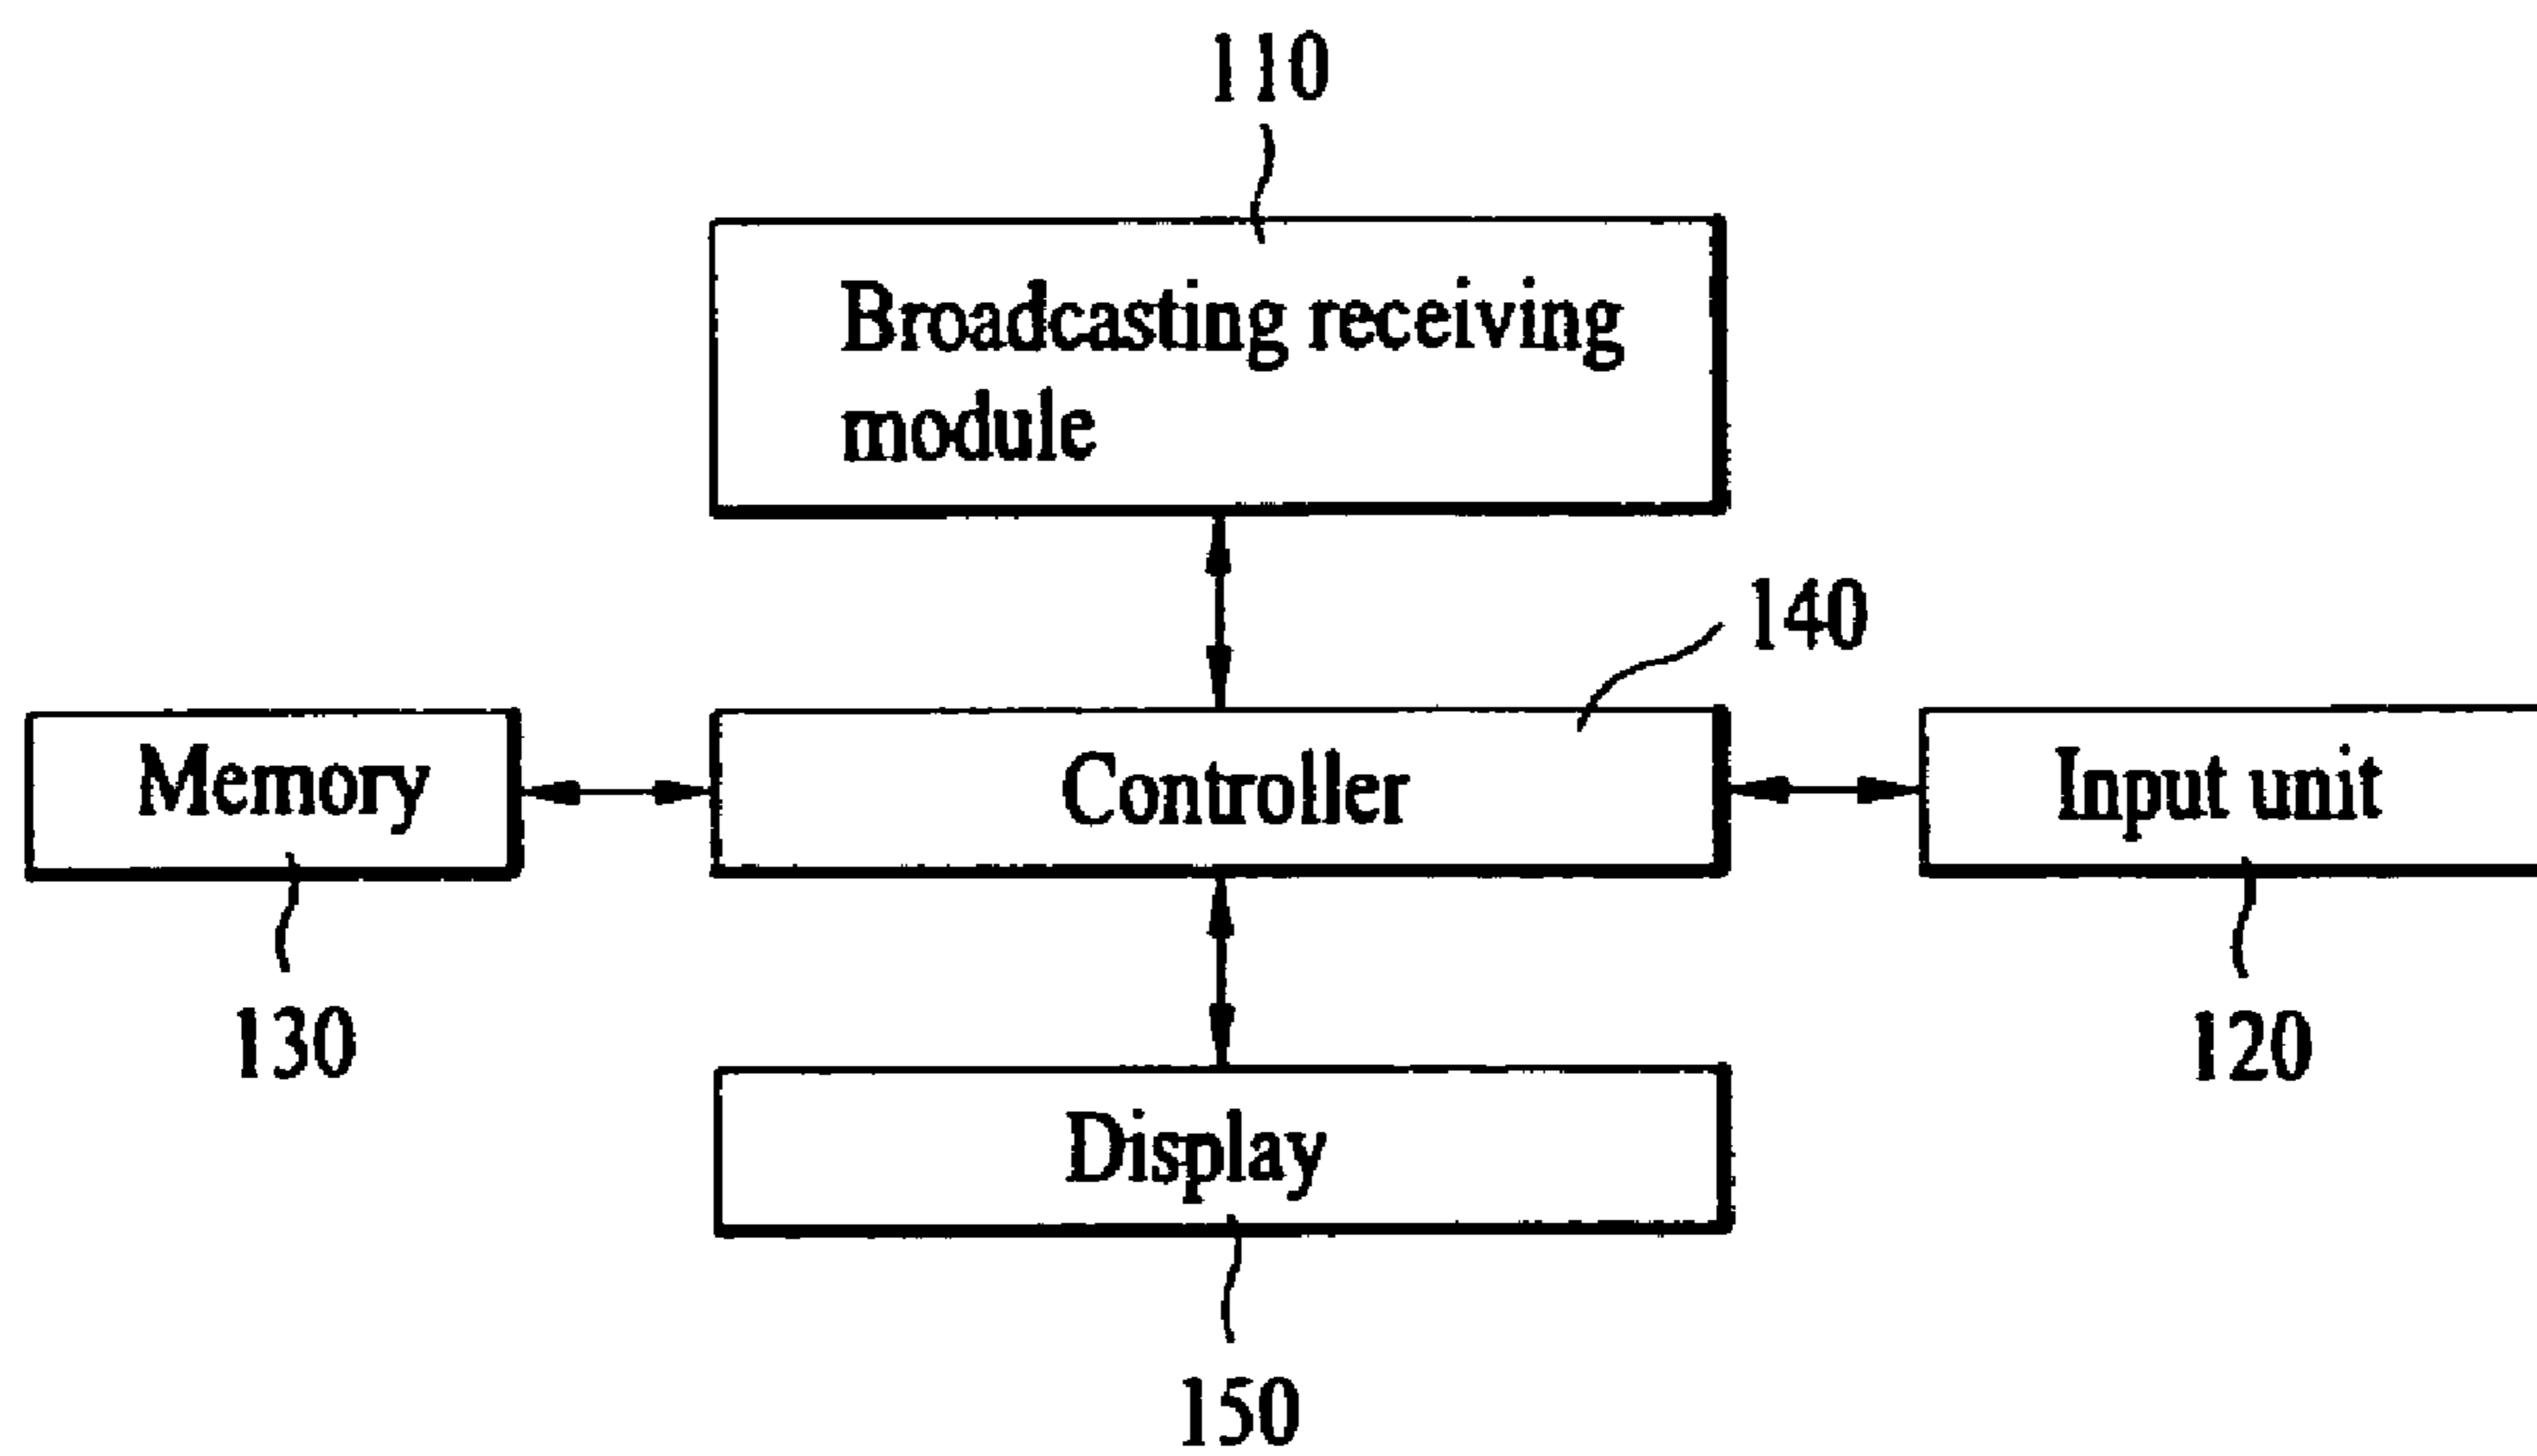 110
Broadcasting receiving
module
140
Memory
Controller
Input unit
130
120
Display
150